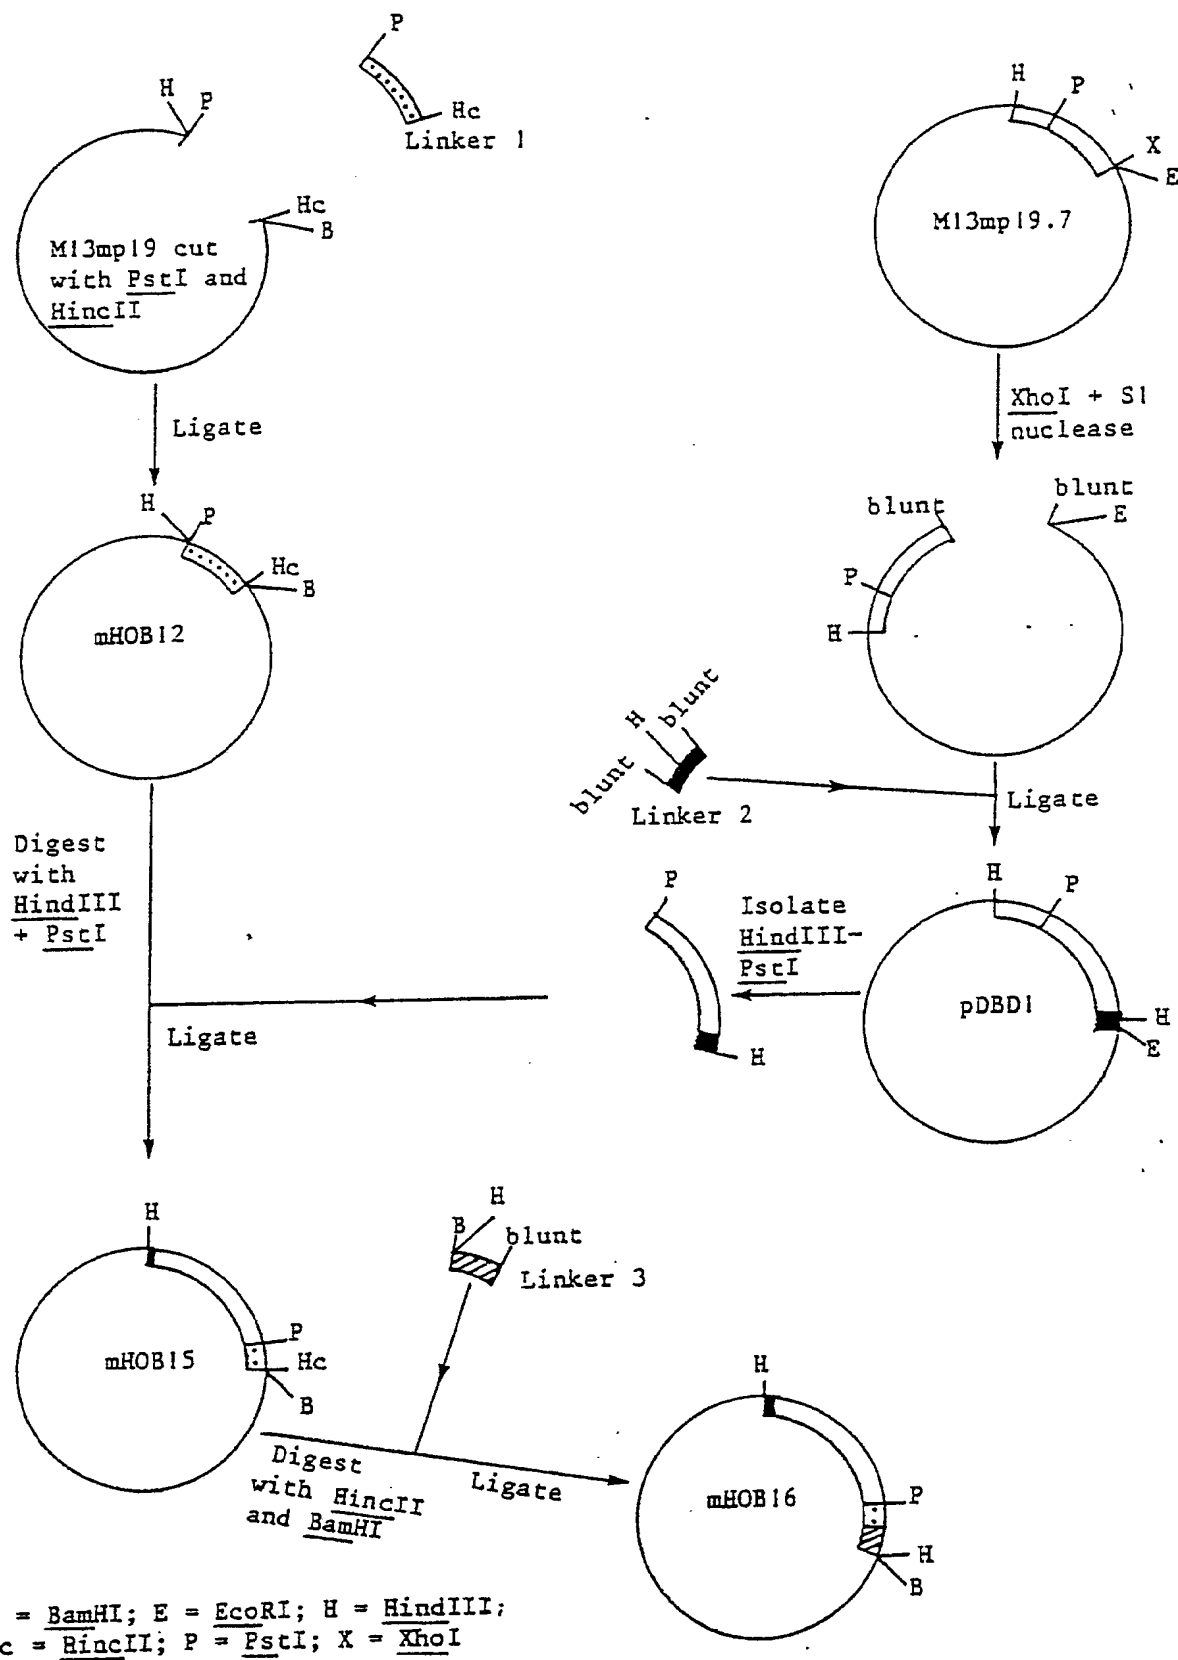 P
H
P
Hc
Linker 1
H
P
X
E
M13mp19.7
Hc
B
M13mp19 cut
with PstI and
HincII
XhoI + S1
nuclease
Ligate
blunt
blunt
E
H
P
Hc
B
mHOB12
P
H
blunt
H
blunt
Linker 2
Ligate
Digest
with
HindIII
+ PstI
H
P
P
Isolate
HindIII-
PstI
pDBD1
H
E
H
Ligate
H
H
B
blunt
Linker 3
P
Hc
B
mHOB15
H
Digest
with HincII
and BamHI
Ligate
mHOB16
P
H
B
= BamHI; E = EcoRI; H = HindIII;
c = HincII; P = PstI; X = XhoI